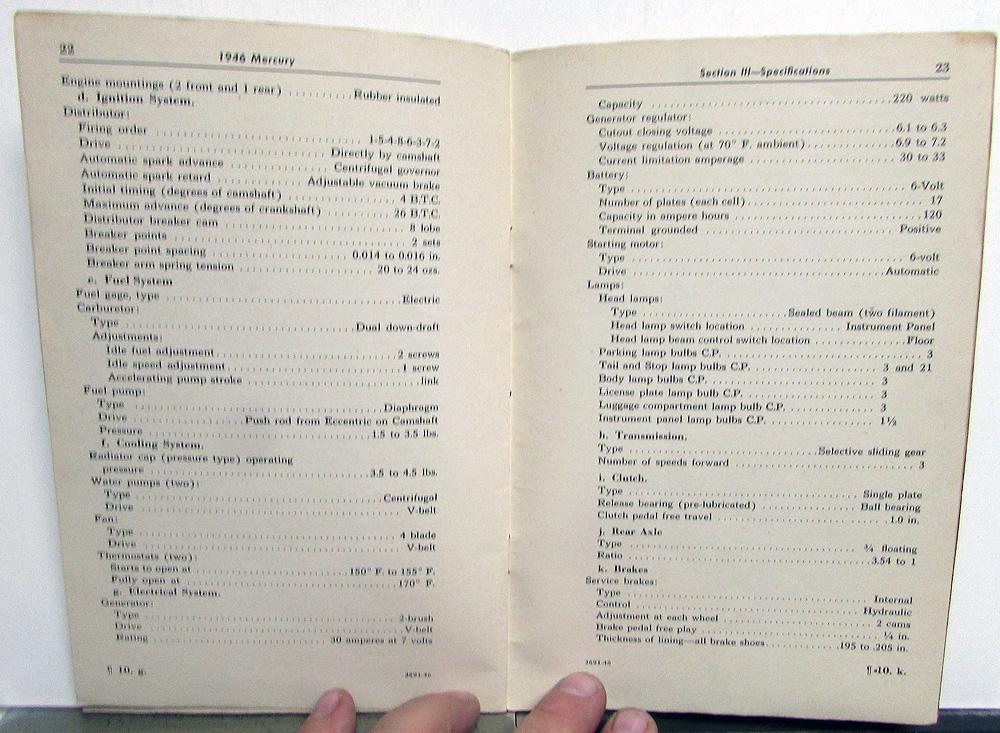 22
1946 Mercury
Engine mountings (2 front and 1 rear) .......... Rubber insulated
d. Ignition System.
Distributor:
Firing order .......... 1-5-4-8-6-3-7-2
Drive .......... Directly by camshaft
Automatic spark advance .......... Centrifugal governor
Automatic spark retard .......... Adjustable vacuum brake
Initial timing (degrees of camshaft) .......... 4 B.T.C.
Maximum advance (degrees of crankshaft) .......... 26 B.T.C.
Distributor breaker cam .......... 8 lobe
Breaker points .......... 2 sets
Breaker point spacing .......... 0.014 to 0.016 in.
Breaker arm spring tension .......... 20 to 24 ozs.
e. Fuel System
Fuel gage, type .......... Electric
Carburetor:
Type .......... Dual down-draft
Adjustments:
Idle fuel adjustment .......... 2 screws
Idle speed adjustment .......... 1 screw
Accelerating pump stroke .......... link
Fuel pump:
Type .......... Diaphragm
Drive .......... Push rod from Eccentric on Camshaft
Pressure .......... 1.5 to 3.5 lbs.
f. Cooling System.
Radiator cap (pressure type) operating
pressure .......... 3.5 to 4.5 lbs.
Water pumps (two):
Type .......... Centrifugal
Drive .......... V-belt
Fan:
Type .......... 4 blade
Drive .......... V-belt
Thermostats (two):
Starts to open at .......... 150° F. to 155° F.
Fully open at .......... 170° F.
g. Electrical System.
Generator:
Type .......... 2-brush
Drive .......... V-belt
Rating .......... 30 amperes at 7 volts
¶ 10. g.
3691-46
Section III—Specifications
23
Capacity .......... 220 watts
Generator regulator:
Cutout closing voltage .......... 6.1 to 6.3
Voltage regulation (at 70° F. ambient) .......... 6.9 to 7.2
Current limitation amperage .......... 30 to 33
Battery:
Type .......... 6-Volt
Number of plates (each cell) .......... 17
Capacity in ampere hours .......... 120
Terminal grounded .......... Positive
Starting motor:
Type .......... 6-volt
Drive .......... Automatic
Lamps:
Head lamps:
Type .......... Sealed beam (two filament)
Head lamp switch location .......... Instrument Panel
Head lamp beam control switch location .......... Floor
Parking lamp bulbs C.P. .......... 3
Tail and Stop lamp bulbs C.P. .......... 3 and 21
Body lamp bulbs C.P. .......... 3
License plate lamp bulb C.P. .......... 3
Luggage compartment lamp bulb C.P. .......... 3
Instrument panel lamp bulbs C.P. .......... 1½
h. Transmission.
Type .......... Selective sliding gear
Number of speeds forward .......... 3
i. Clutch.
Type .......... Single plate
Release bearing (pre-lubricated) .......... Ball bearing
Clutch pedal free travel .......... 1.0 in.
j. Rear Axle
Type .......... ¾ floating
Ratio .......... 3.54 to 1
k. Brakes
Service brakes:
Type .......... Internal
Control .......... Hydraulic
Adjustment at each wheel .......... 2 cams
Brake pedal free play .......... ¼ in.
Thickness of lining—all brake shoes .......... .195 to .205 in.
3691-46
¶ 10. k.